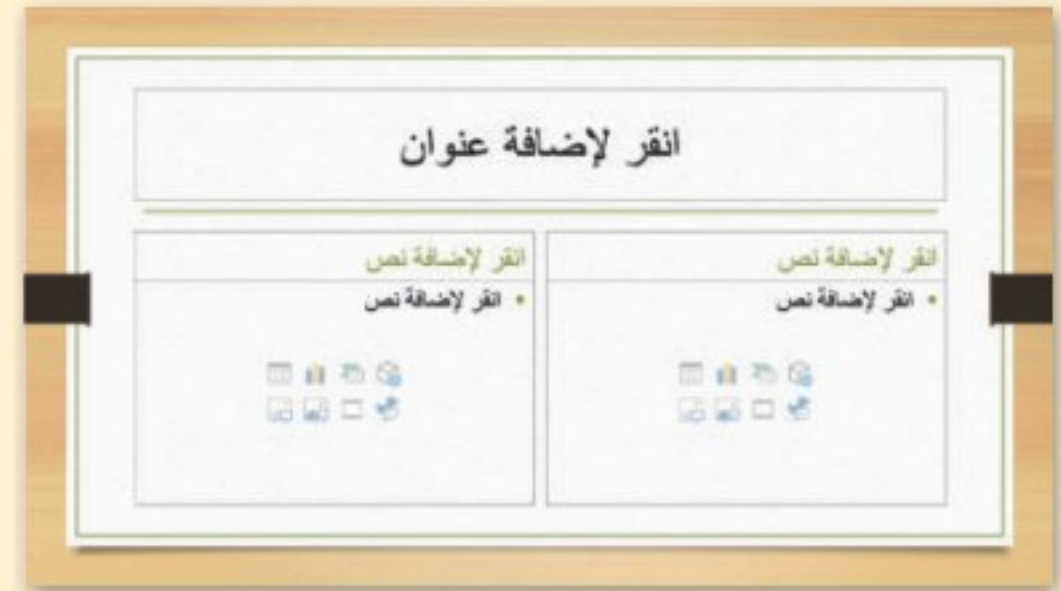 انقر لإضافة عنوان
انقر لإضافة نص
• انقر لإضافة نص
انقر لإضافة نص
• انقر لإضافة نص